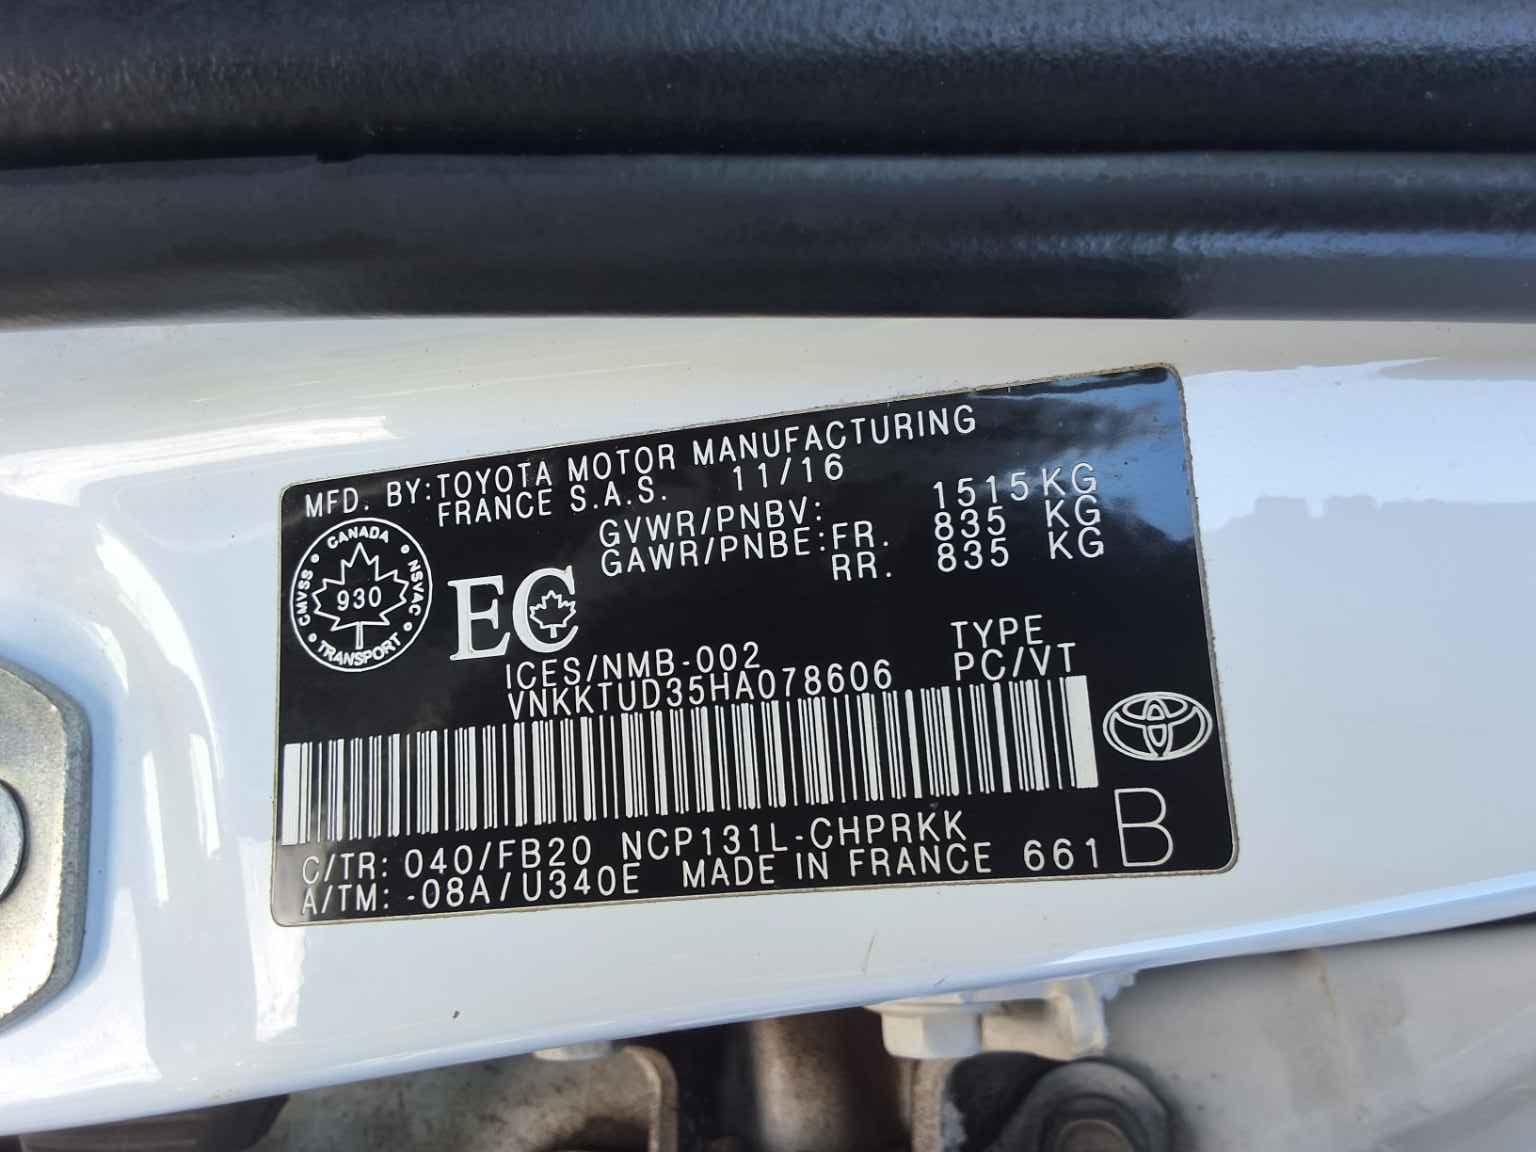 MFD. BY:TOYOTA MOTOR MANUFACTURING
FRANCE S.A.S. 11/16
GVWR/PNBV: 1515KG
GAWR/PNBE:FR. 835 KG
RR. 835 KG
CANADA
CMVSS
NSVAC
930
TRANSPORT
EC
ICES/NMB-002
VNKKTUD35HA078606
TYPE
PC/VT
C/TR: 040/FB20 NCP131L-CHPRKK
A/TM: -08A/U340E MADE IN FRANCE 661 B